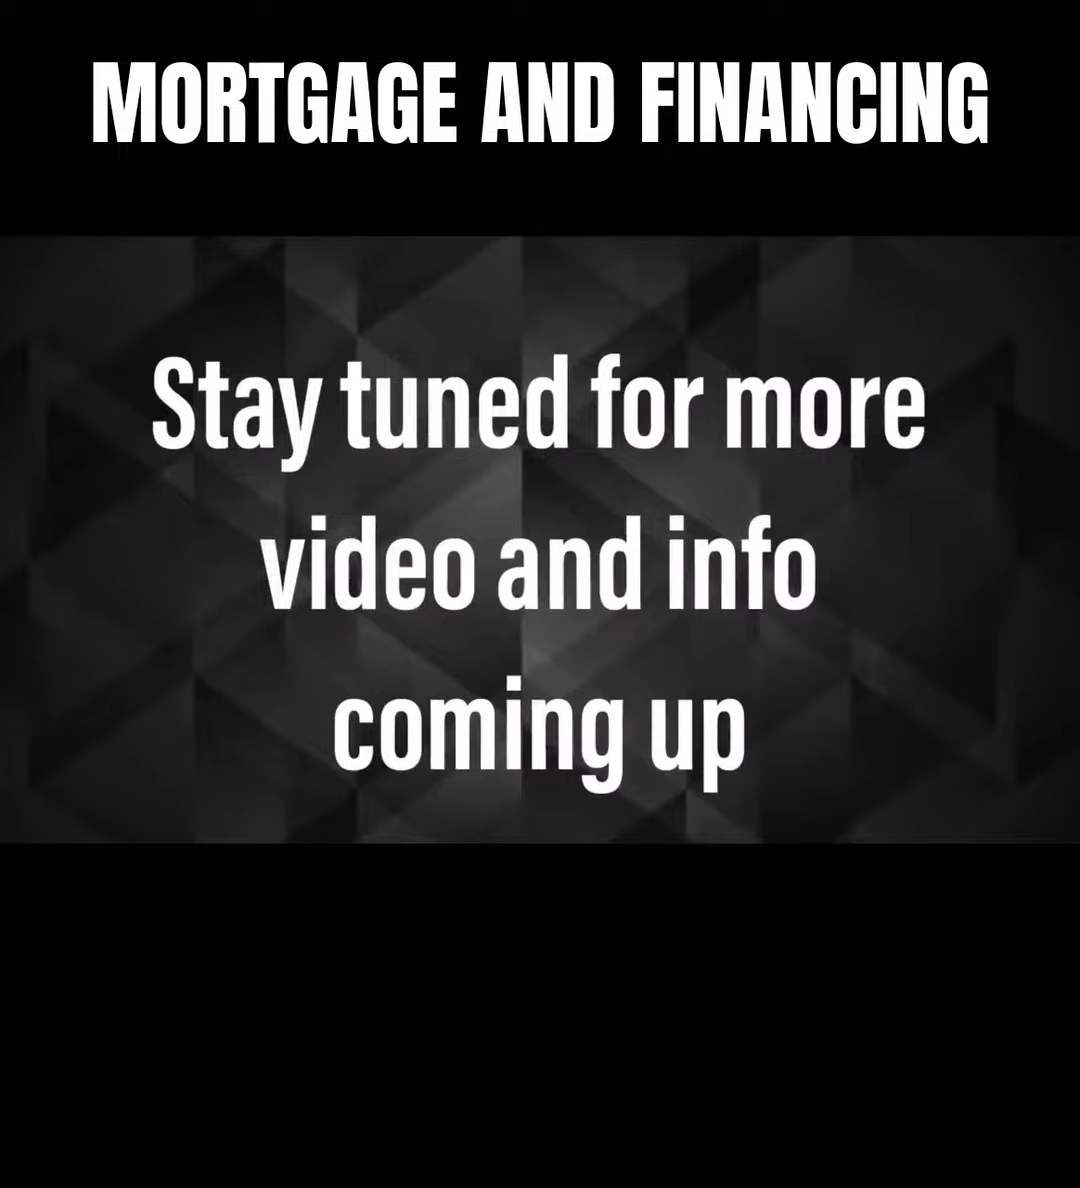 MORTGAGE AND FINANCING
Stay tuned for more
video and info
coming up